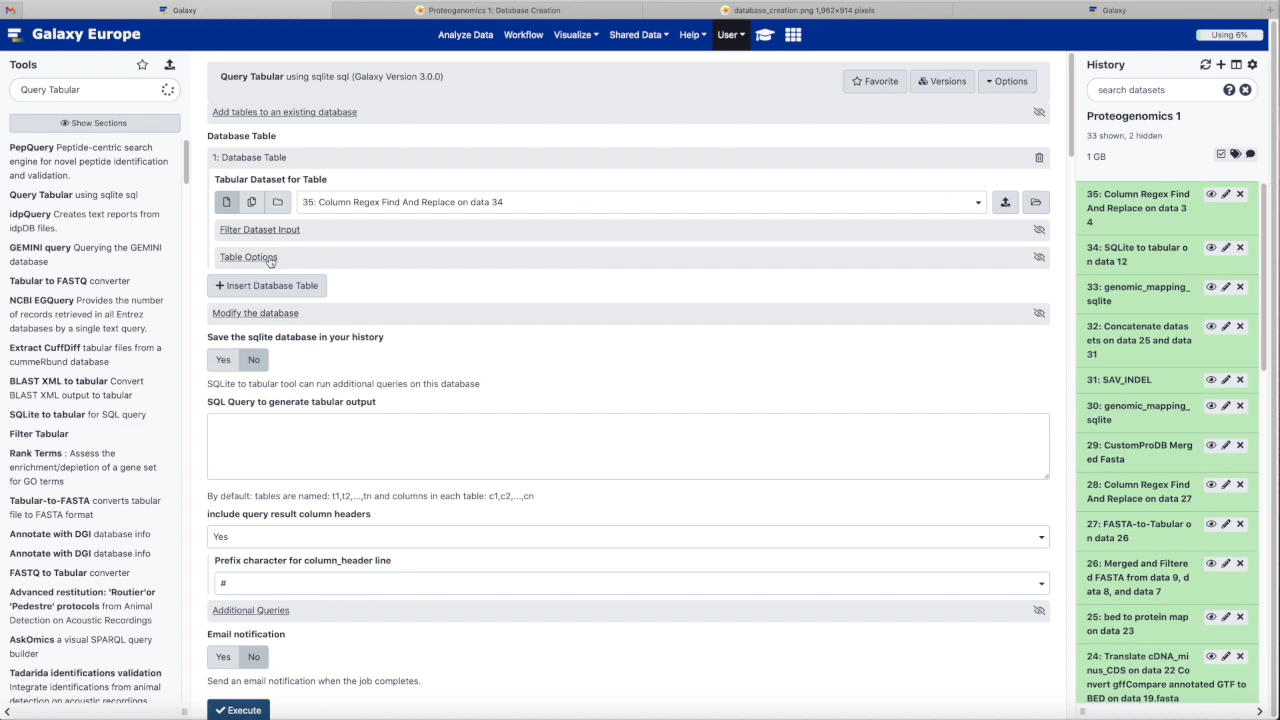 Galaxy
Proteogenomics 1: Database Creation
database_creation.png 1,962×914 pixels
Galaxy
Galaxy Europe
Analyze Data
Workflow
Visualize
Shared Data
Help
User
Using 6%
Tools
Query Tabular
Show Sections
PepQuery Peptide-centric search
engine for novel peptide identification
and validation.
Query Tabular using sqlite sql
idpQuery Creates text reports from
idpDB files.
GEMINI query Querying the GEMINI
database
Tabular to FASTQ converter
NCBI EGQuery Provides the number
of records retrieved in all Entrez
databases by a single text query.
Extract CuffDiff tabular files from a
cummeRbund database
BLAST XML to tabular Convert
BLAST XML output to tabular
SQLite to tabular for SQL query
Filter Tabular
Rank Terms : Assess the
enrichment/depletion of a gene set
for GO terms
Tabular-to-FASTA converts tabular
file to FASTA format
Annotate with DGI database info
Annotate with DGI database info
FASTQ to Tabular converter
Advanced restitution: 'Routier'or
'Pedestre' protocols from Animal
Detection on Acoustic Recordings
AskOmics a visual SPARQL query
builder
Tadarida identifications validation
Integrate identifications from animal
detection on acoustic recordings
Query Tabular using sqlite sql (Galaxy Version 3.0.0)
Favorite
Versions
Options
Add tables to an existing database
Database Table
1: Database Table
Tabular Dataset for Table
35: Column Regex Find And Replace on data 34
Filter Dataset Input
Table Options
+ Insert Database Table
Modify the database
Save the sqlite database in your history
Yes No
SQLite to tabular tool can run additional queries on this database
SQL Query to generate tabular output
By default: tables are named: t1,t2,...,tn and columns in each table: c1,c2,...,cn
include query result column headers
Yes
Prefix character for column_header line
#
Additional Queries
Email notification
Yes No
Send an email notification when the job completes.
Execute
History
search datasets
Proteogenomics 1
33 shown, 2 hidden
1 GB
35: Column Regex Find
And Replace on data 3
4
34: SQLite to tabular o
n data 12
33: genomic_mapping_
sqlite
32: Concatenate datas
ets on data 25 and data
31
31: SAV_INDEL
30: genomic_mapping_
sqlite
29: CustomProDB Merg
ed Fasta
28: Column Regex Find
And Replace on data 27
27: FASTA-to-Tabular o
n data 26
26: Merged and Filtere
d FASTA from data 9, d
ata 8, and data 7
25: bed to protein map
on data 23
24: Translate cDNA_mi
nus_CDS on data 22 Co
nvert gffCompare annotated GTF to
BED on data 19.fasta